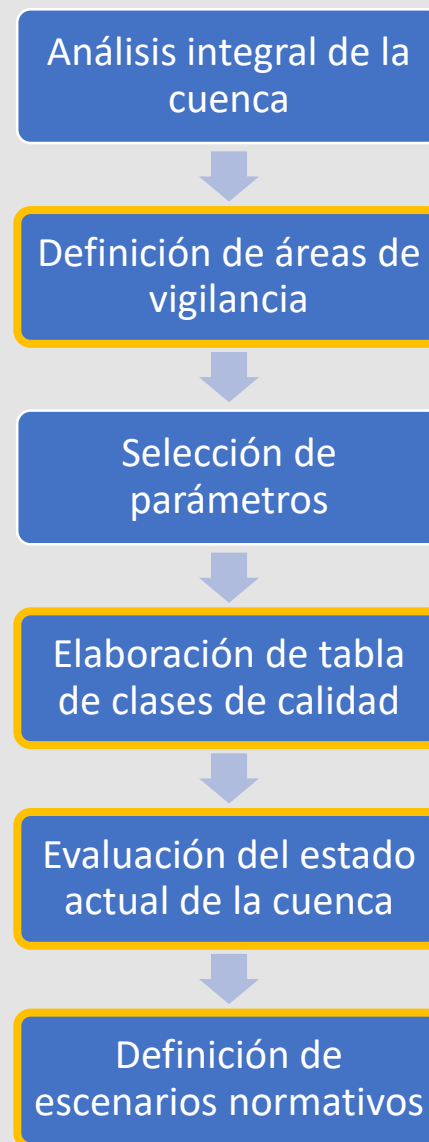 Análisis integral de la
cuenca
Definición de áreas de
vigilancia
Selección de
parámetros
Elaboración de tabla
de clases de calidad
Evaluación del estado
actual de la cuenca
Definición de
escenarios normativos